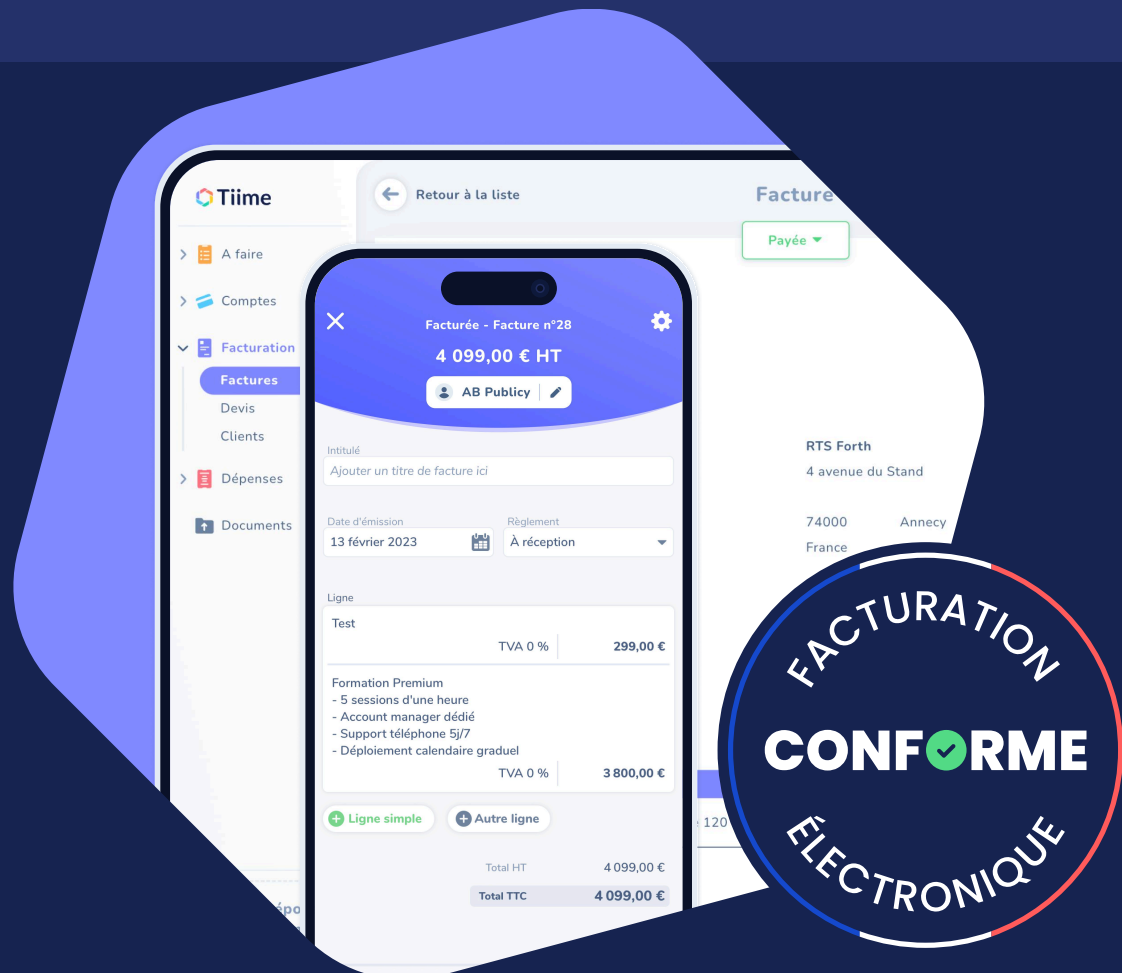 Tiime
Retour à la liste
Facture
Payée
A faire
Comptes
Facturation
Factures
Devis
Clients
Dépenses
Documents
Facturée - Facture n°28
4 099,00 € HT
AB Publicy
Intitulé
Ajouter un titre de facture ici
Date d'émission
Règlement
13 février 2023
À réception
Ligne
Test
TVA 0 %
299,00 €
Formation Premium
- 5 sessions d'une heure
- Account manager dédié
- Support téléphone 5j/7
- Déploiement calendaire graduel
TVA 0 %
3 800,00 €
Ligne simple
Autre ligne
Total HT
4 099,00 €
Total TTC
4 099,00 €
RTS Forth
4 avenue du Stand
74000 Annecy
France
120
FACTURATION
CONFORME
ÉLECTRONIQUE